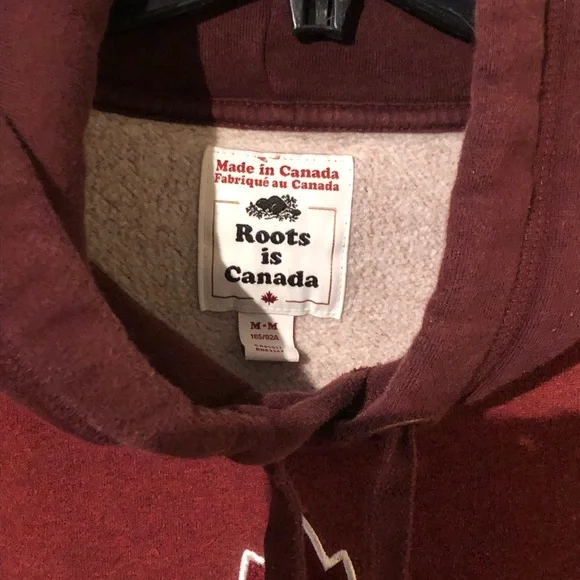 Made in Canada
Fabriqué au Canada
Roots
is
Canada
M-M
165/92A